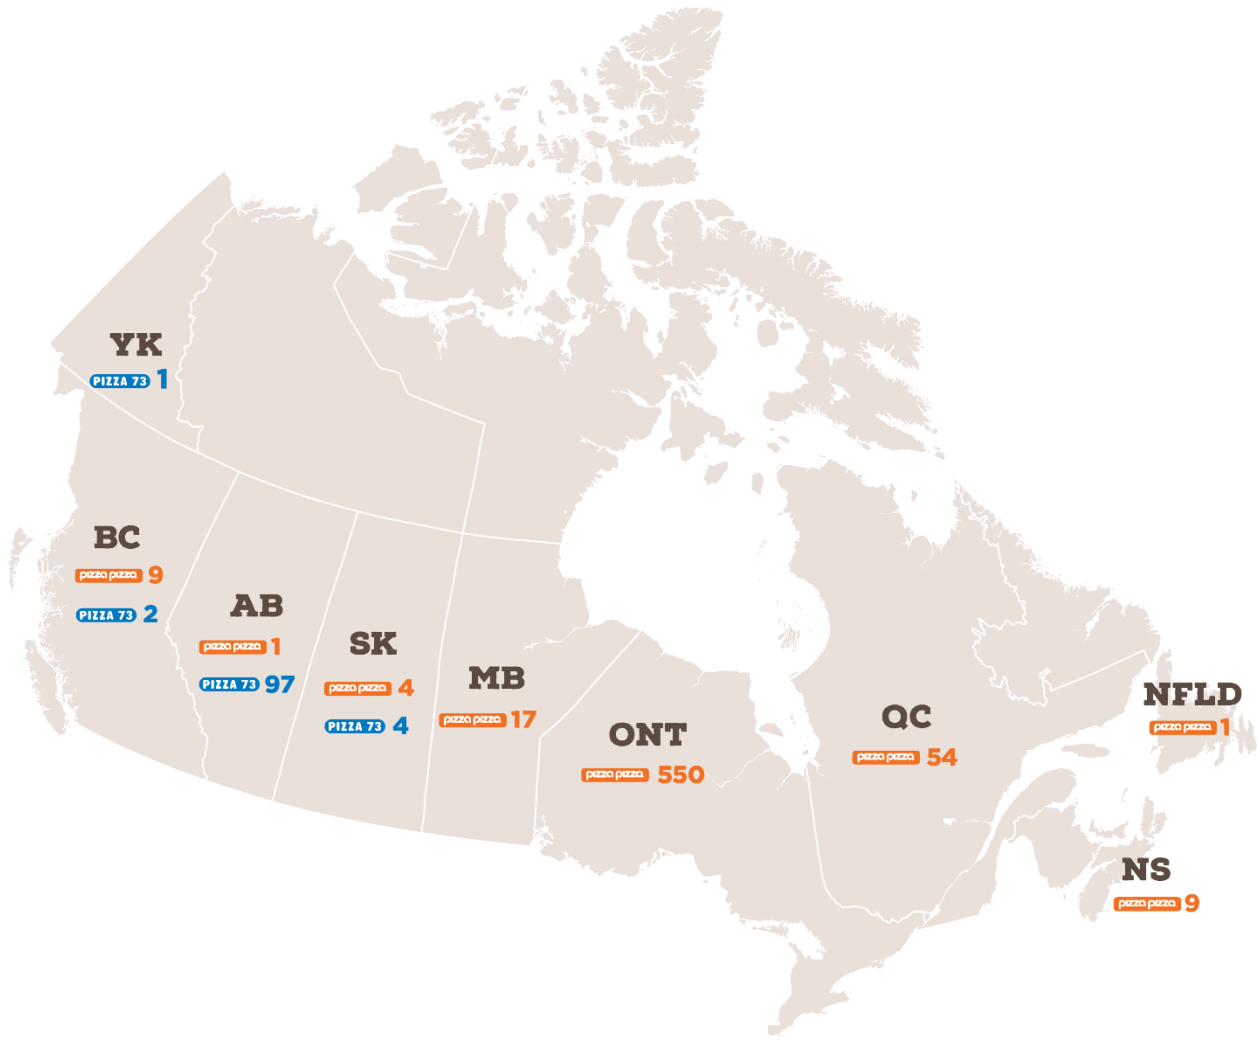 YK
PIZZA 73 1
BC
pizza pizza 9
PIZZA 73 2
AB
pizza pizza 1
PIZZA 73 97
SK
pizza pizza 4
PIZZA 73 4
MB
pizza pizza 17
ONT
pizza pizza 550
QC
pizza pizza 54
NFLD
pizza pizza 1
NS
pizza pizza 9